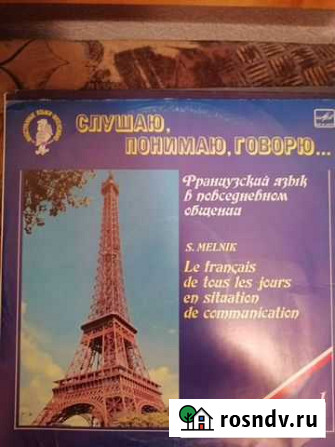 СЛУШАЮ,
ПОНИМАЮ, ГОВОРЮ...
Французский язык
в повседневном
общении
S. MELNIK
Le français
de tous les jours
en situation
de communication
1
rosndv.ru